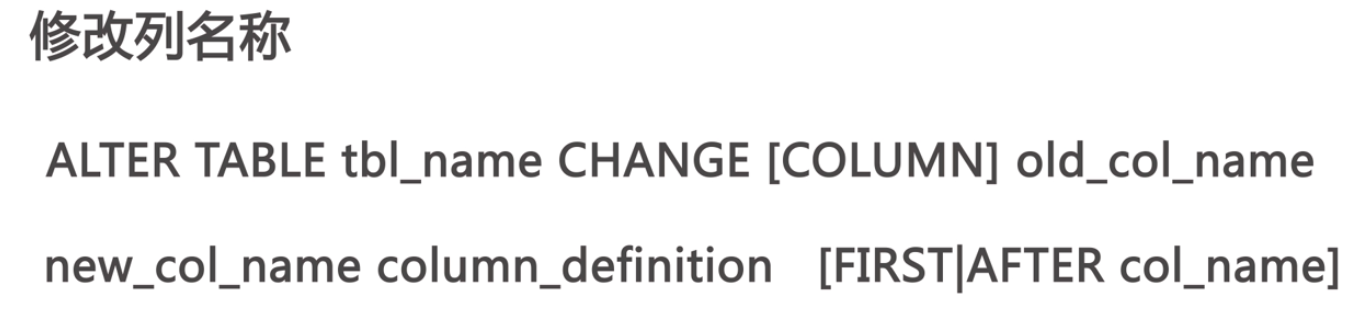 修改列名称
ALTER TABLE tbl_name CHANGE [COLUMN] old_col_name
new_col_name column_definition [FIRST|AFTER col_name]